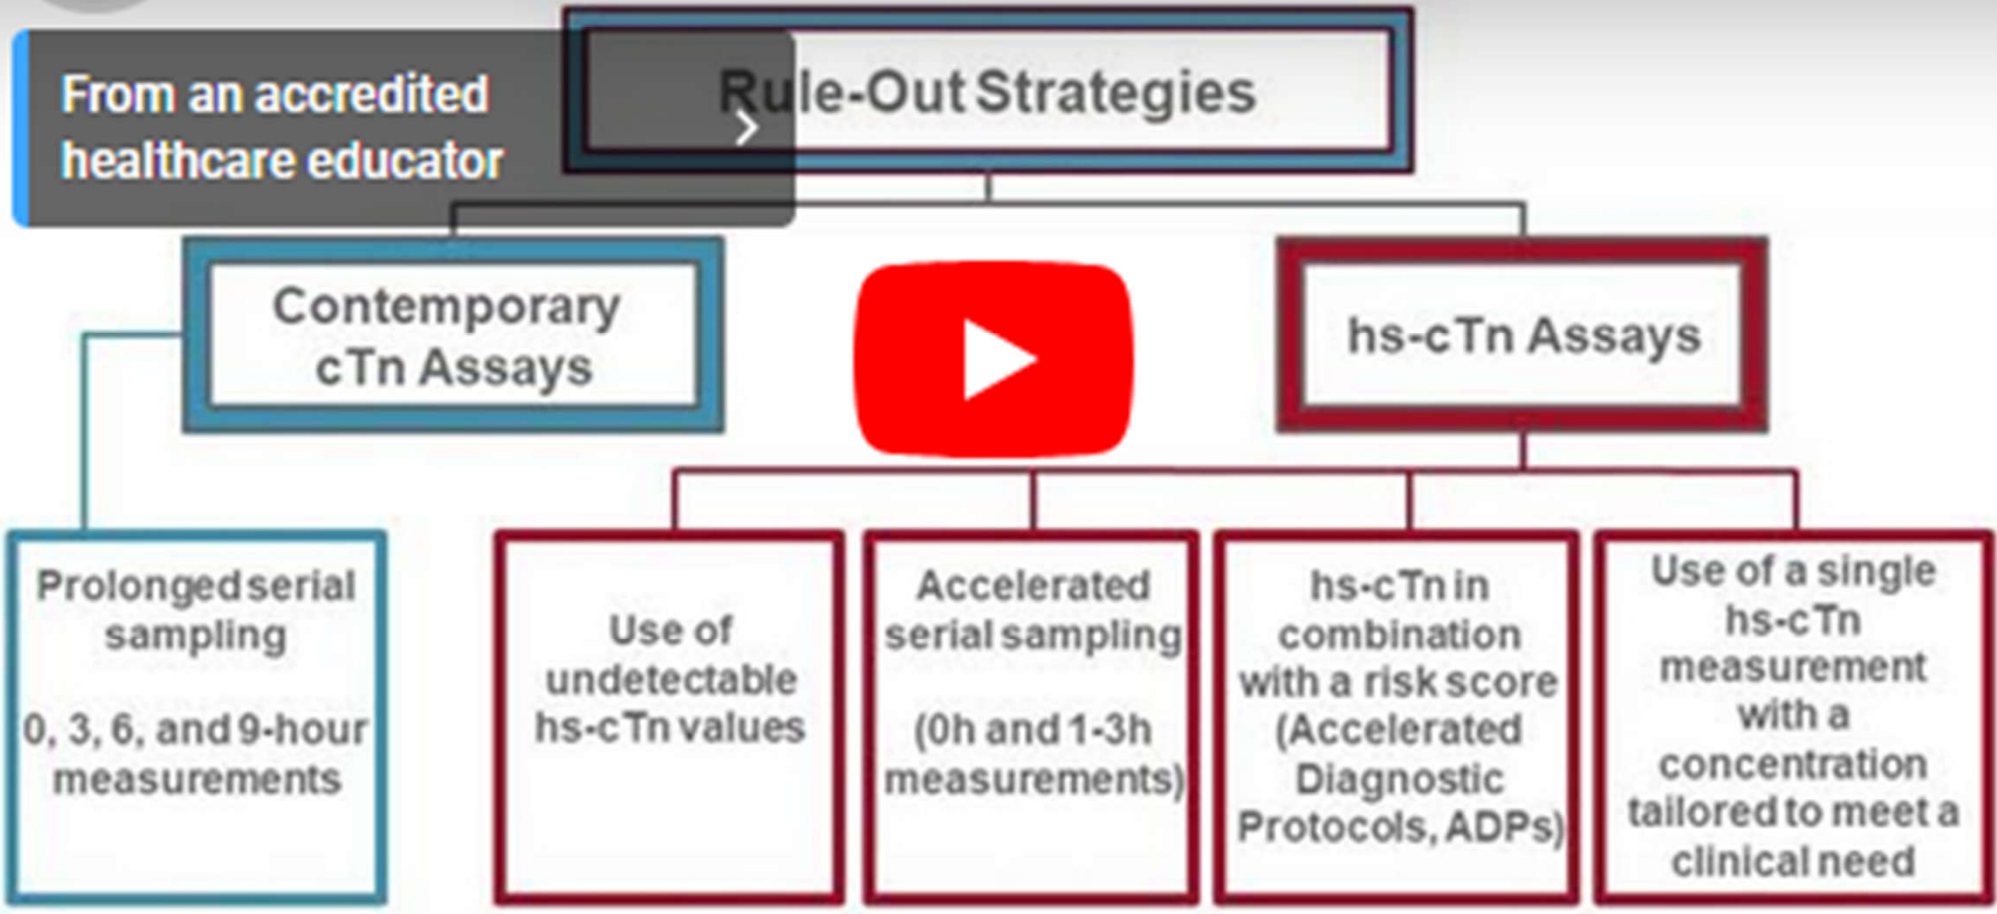 From an accredited
healthcare educator
Rule-Out Strategies
Contemporary
cTn Assays
hs-cTn Assays
Prolonged serial
sampling
0, 3, 6, and 9-hour
measurements
Use of
undetectable
hs-cTn values
Accelerated
serial sampling
(0h and 1-3h
measurements)
hs-cTn in
combination
with a risk score
(Accelerated
Diagnostic
Protocols, ADPs)
Use of a single
hs-cTn
measurement
with a
concentration
tailored to meet a
clinical need